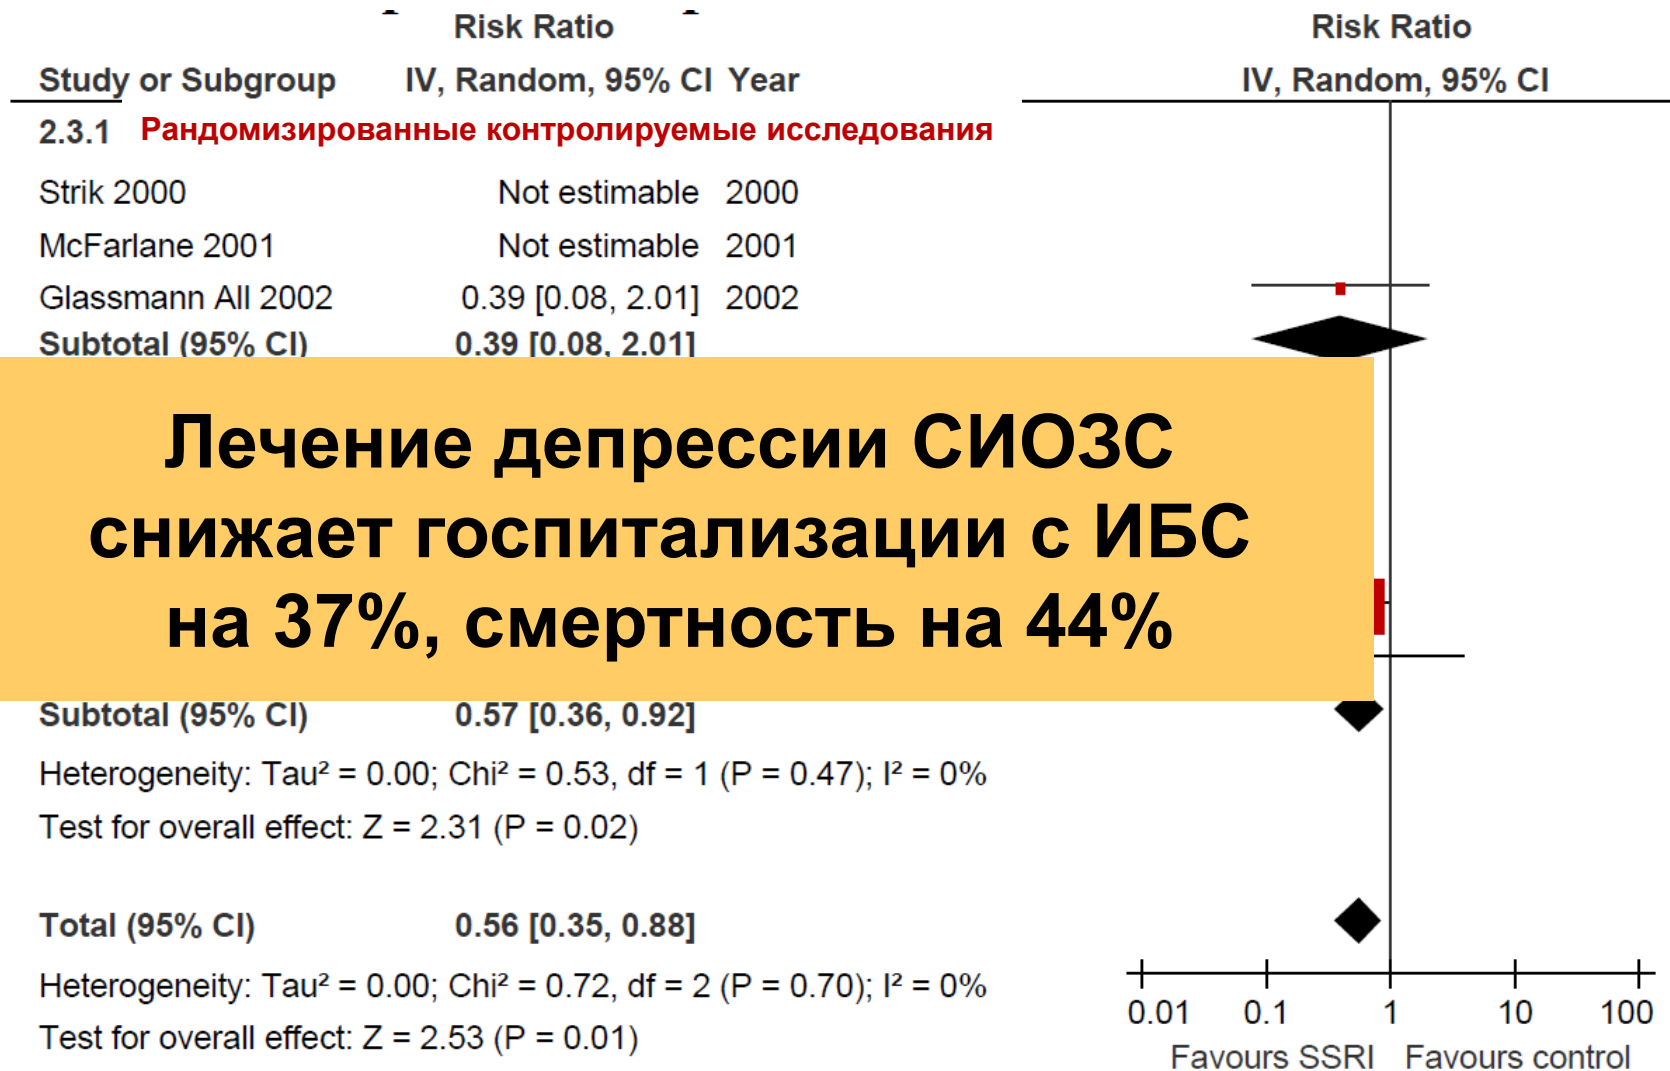 Risk Ratio Risk Ratio
Study or Subgroup IV, Random, 95% CI Year IV, Random, 95% CI
2.3.1 Рандомизированные контролируемые исследования
Strik 2000 Not estimable 2000
McFarlane 2001 Not estimable 2001
Glassmann All 2002 0.39 [0.08, 2.01] 2002
Subtotal (95% CI) 0.39 [0.08, 2.01]
Лечение депрессии СИОЗС
снижает госпитализации с ИБС
на 37%, смертность на 44%
Subtotal (95% CI) 0.57 [0.36, 0.92]
Heterogeneity: Tau² = 0.00; Chi² = 0.53, df = 1 (P = 0.47); I² = 0%
Test for overall effect: Z = 2.31 (P = 0.02)
Total (95% CI) 0.56 [0.35, 0.88]
Heterogeneity: Tau² = 0.00; Chi² = 0.72, df = 2 (P = 0.70); I² = 0%
Test for overall effect: Z = 2.53 (P = 0.01)
0.01 0.1 1 10 100
Favours SSRI Favours control